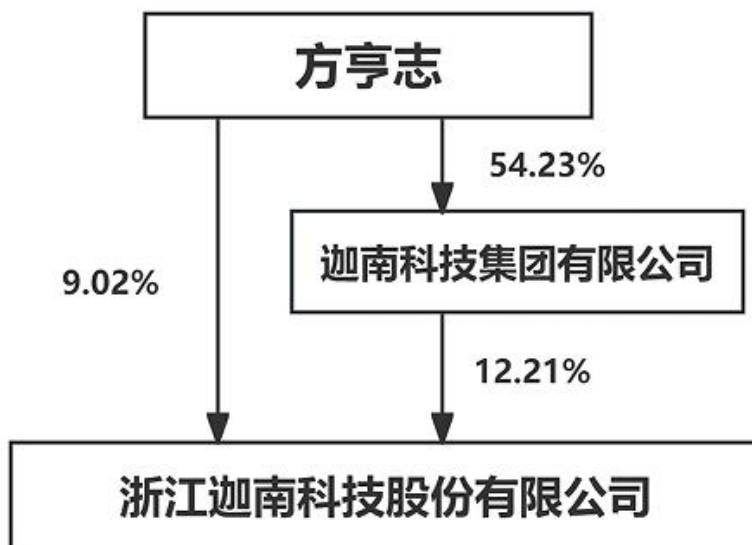 方亨志
54.23%
迦南科技集团有限公司
9.02%
12.21%
浙江迦南科技股份有限公司